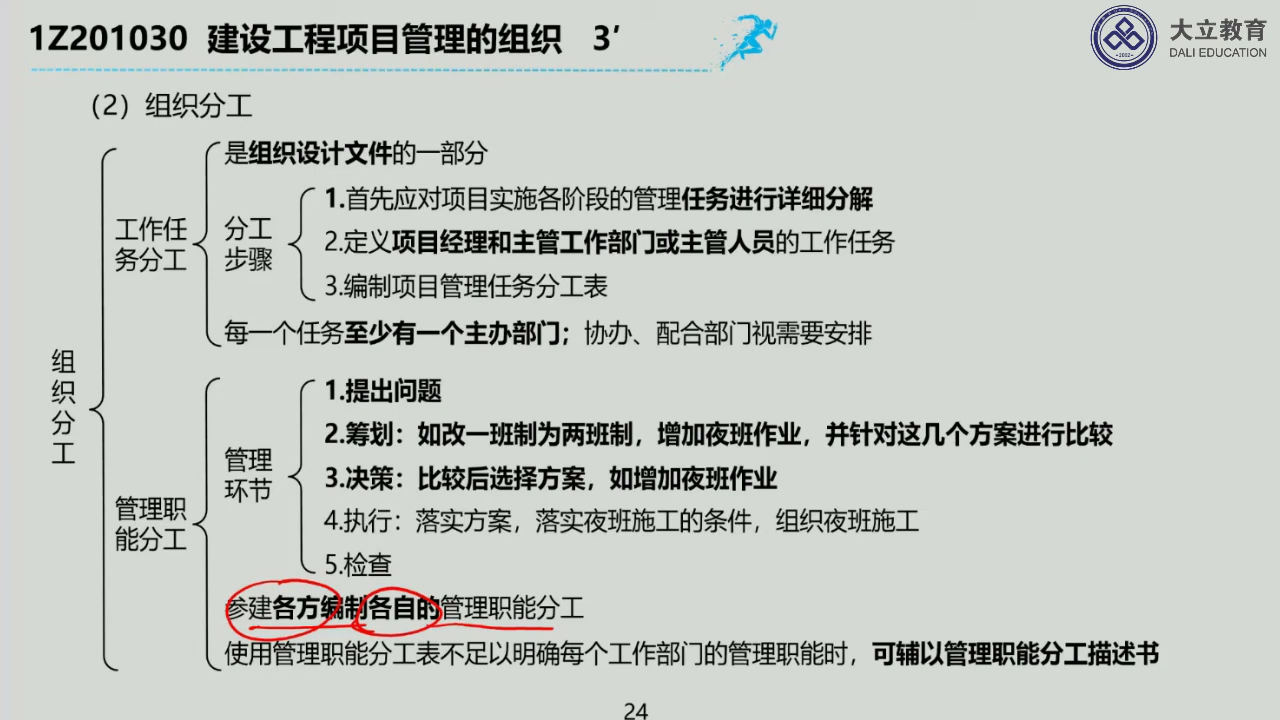 1Z201030 建设工程项目管理的组织 3′
大立教育
DALI EDUCATION
（2）组织分工
组织分工
工作任务分工
是组织设计文件的一部分
分工步骤
1.首先应对项目实施各阶段的管理任务进行详细分解
2.定义项目经理和主管工作部门或主管人员的工作任务
3.编制项目管理任务分工表
每一个任务至少有一个主办部门；协办、配合部门视需要安排
管理职能分工
管理环节
1.提出问题
2.筹划：如改一班制为两班制，增加夜班作业，并针对这几个方案进行比较
3.决策：比较后选择方案，如增加夜班作业
4.执行：落实方案，落实夜班施工的条件，组织夜班施工
5.检查
参建各方编制各自的管理职能分工
使用管理职能分工表不足以明确每个工作部门的管理职能时，可辅以管理职能分工描述书
24